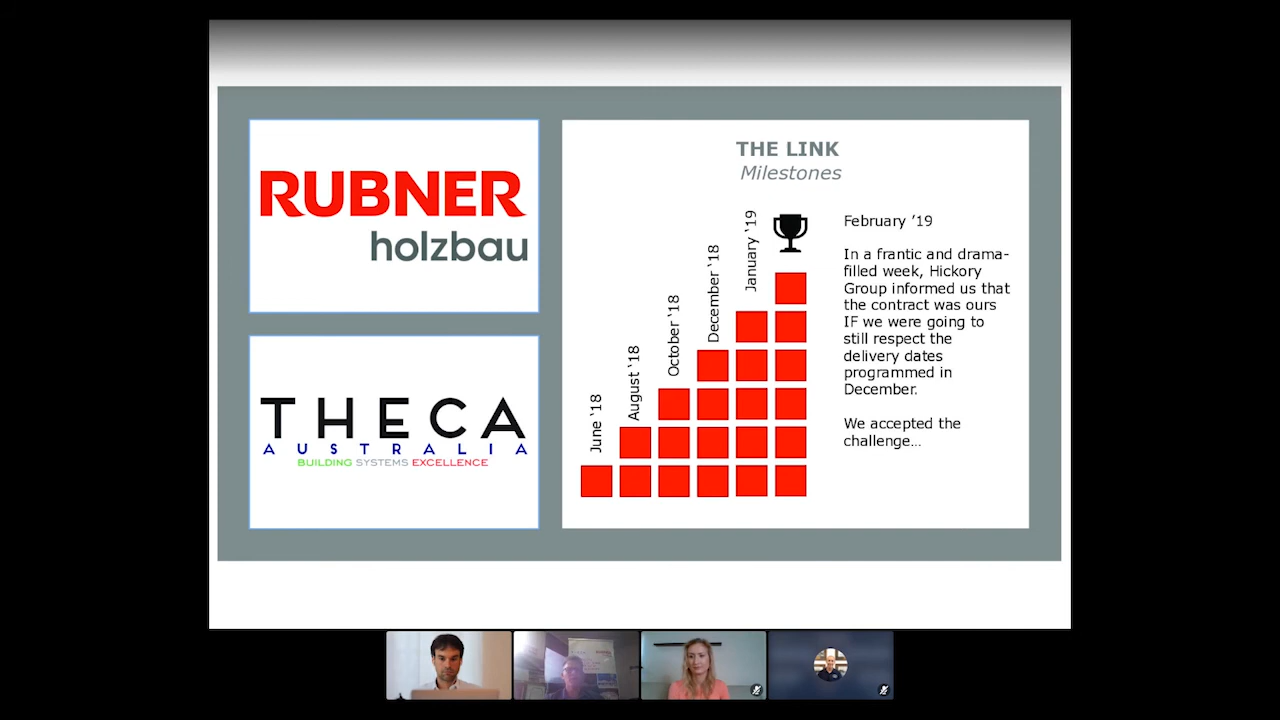 RUBNER
holzbau
THECA
AUSTRALIA
BUILDING SYSTEMS EXCELLENCE
THE LINK
Milestones
June ‘18
August ‘18
October ‘18
December ‘18
January ‘19
February ’19
In a frantic and drama-
filled week, Hickory
Group informed us that
the contract was ours
IF we were going to
still respect the
delivery dates
programmed in
December.
We accepted the
challenge…